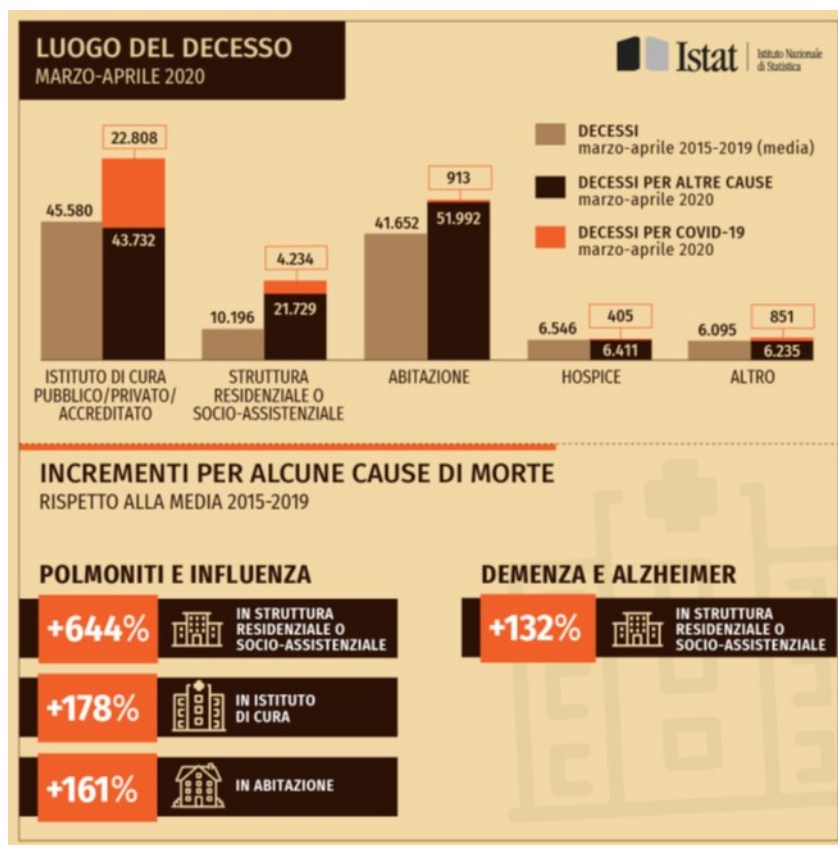 LUOGO DEL DECESSO
MARZO-APRILE 2020
Istat
Istituto Nazionale
di Statistica
DECESSI
marzo-aprile 2015-2019 (media)
DECESSI PER ALTRE CAUSE
marzo-aprile 2020
DECESSI PER COVID-19
marzo-aprile 2020
22.808
45.580
43.732
4.234
10.196
21.729
913
41.652
51.992
405
6.546
6.411
851
6.095
6.235
ISTITUTO DI CURA
PUBBLICO/PRIVATO/
ACCREDITATO
STRUTTURA
RESIDENZIALE O
SOCIO-ASSISTENZIALE
ABITAZIONE
HOSPICE
ALTRO
INCREMENTI PER ALCUNE CAUSE DI MORTE
RISPETTO ALLA MEDIA 2015-2019
POLMONITI E INFLUENZA
+644%
IN STRUTTURA
RESIDENZIALE O
SOCIO-ASSISTENZIALE
+178%
IN ISTITUTO
DI CURA
+161%
IN ABITAZIONE
DEMENZA E ALZHEIMER
+132%
IN STRUTTURA
RESIDENZIALE O
SOCIO-ASSISTENZIALE